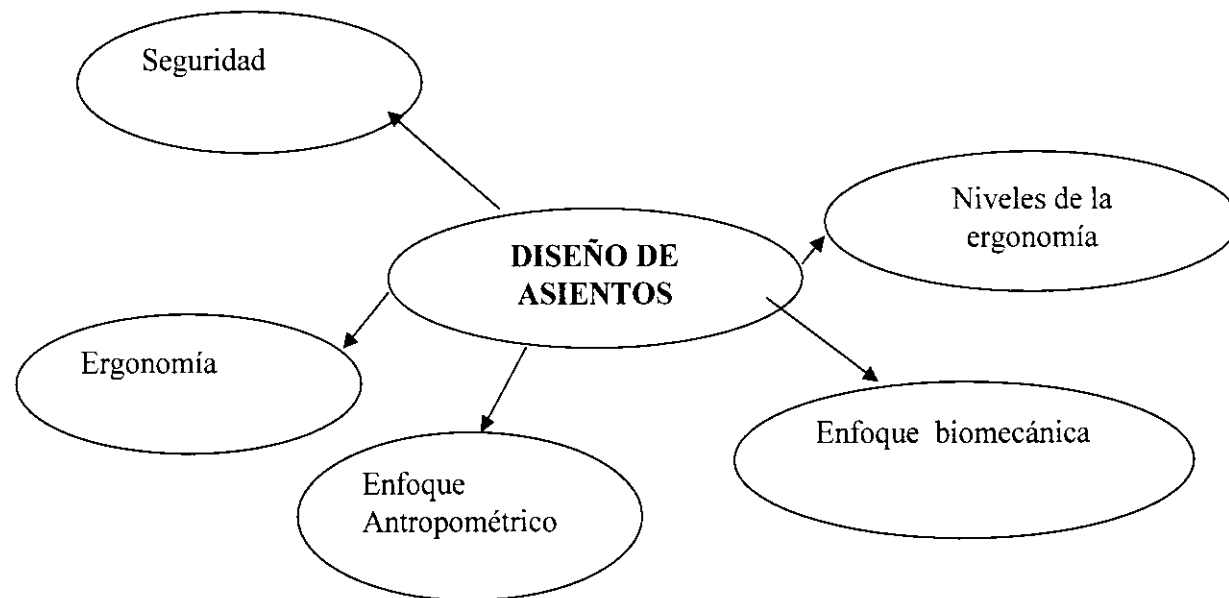 Seguridad
Niveles de la
ergonomía
DISEÑO DE
ASIENTOS
Ergonomía
Enfoque biomecánica
Enfoque
Antropométrico